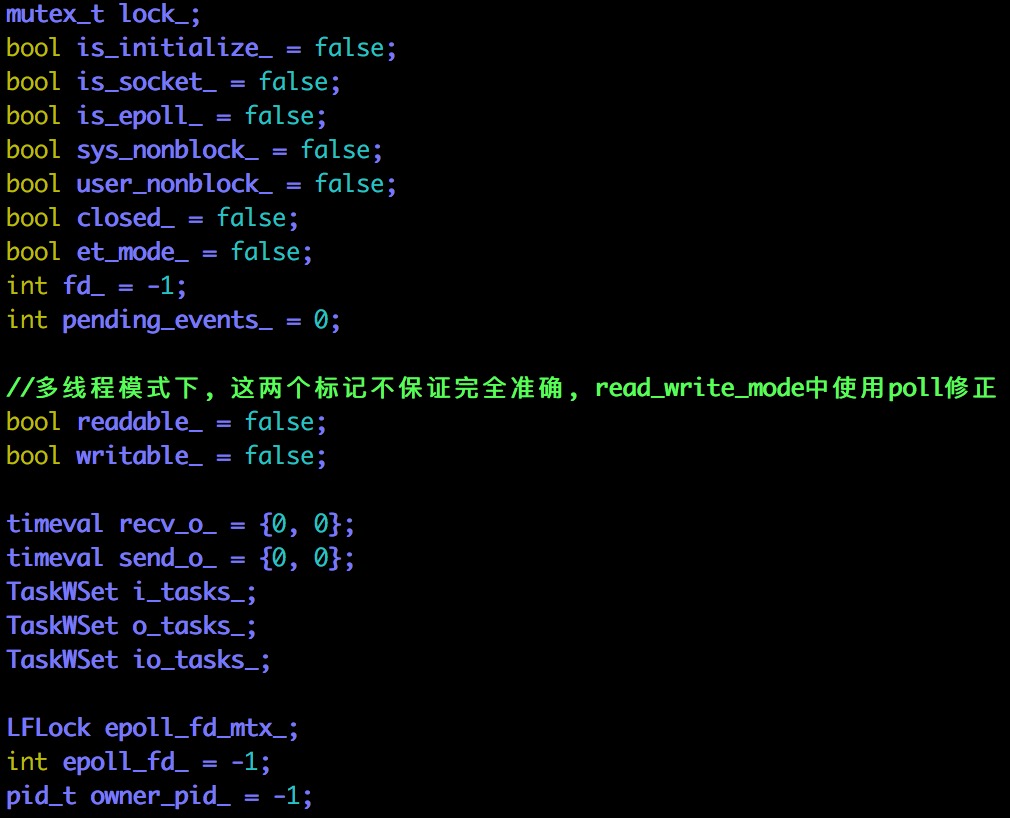 mutex_t lock_;
bool is_initialize_ = false;
bool is_socket_ = false;
bool is_epoll_ = false;
bool sys_nonblock_ = false;
bool user_nonblock_ = false;
bool closed_ = false;
bool et_mode_ = false;
int fd_ = -1;
int pending_events_ = 0;
//多线程模式下, 这两个标记不保证完全准确, read_write_mode中使用poll修正
bool readable_ = false;
bool writable_ = false;
timeval recv_o_ = {0, 0};
timeval send_o_ = {0, 0};
TaskWSet i_tasks_;
TaskWSet o_tasks_;
TaskWSet io_tasks_;
LFLock epoll_fd_mtx_;
int epoll_fd_ = -1;
pid_t owner_pid_ = -1;